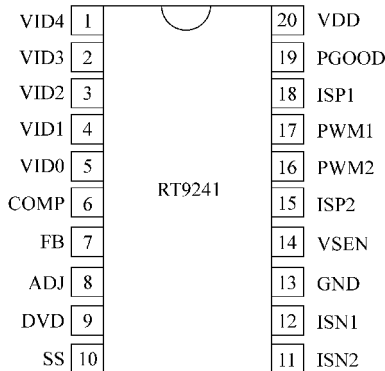 VID4 1 20 VDD
VID3 2 19 PGOOD
VID2 3 18 ISP1
VID1 4 17 PWM1
VID0 5 16 PWM2
RT9241
COMP 6 15 ISP2
FB 7 14 VSEN
ADJ 8 13 GND
DVD 9 12 ISN1
SS 10 11 ISN2